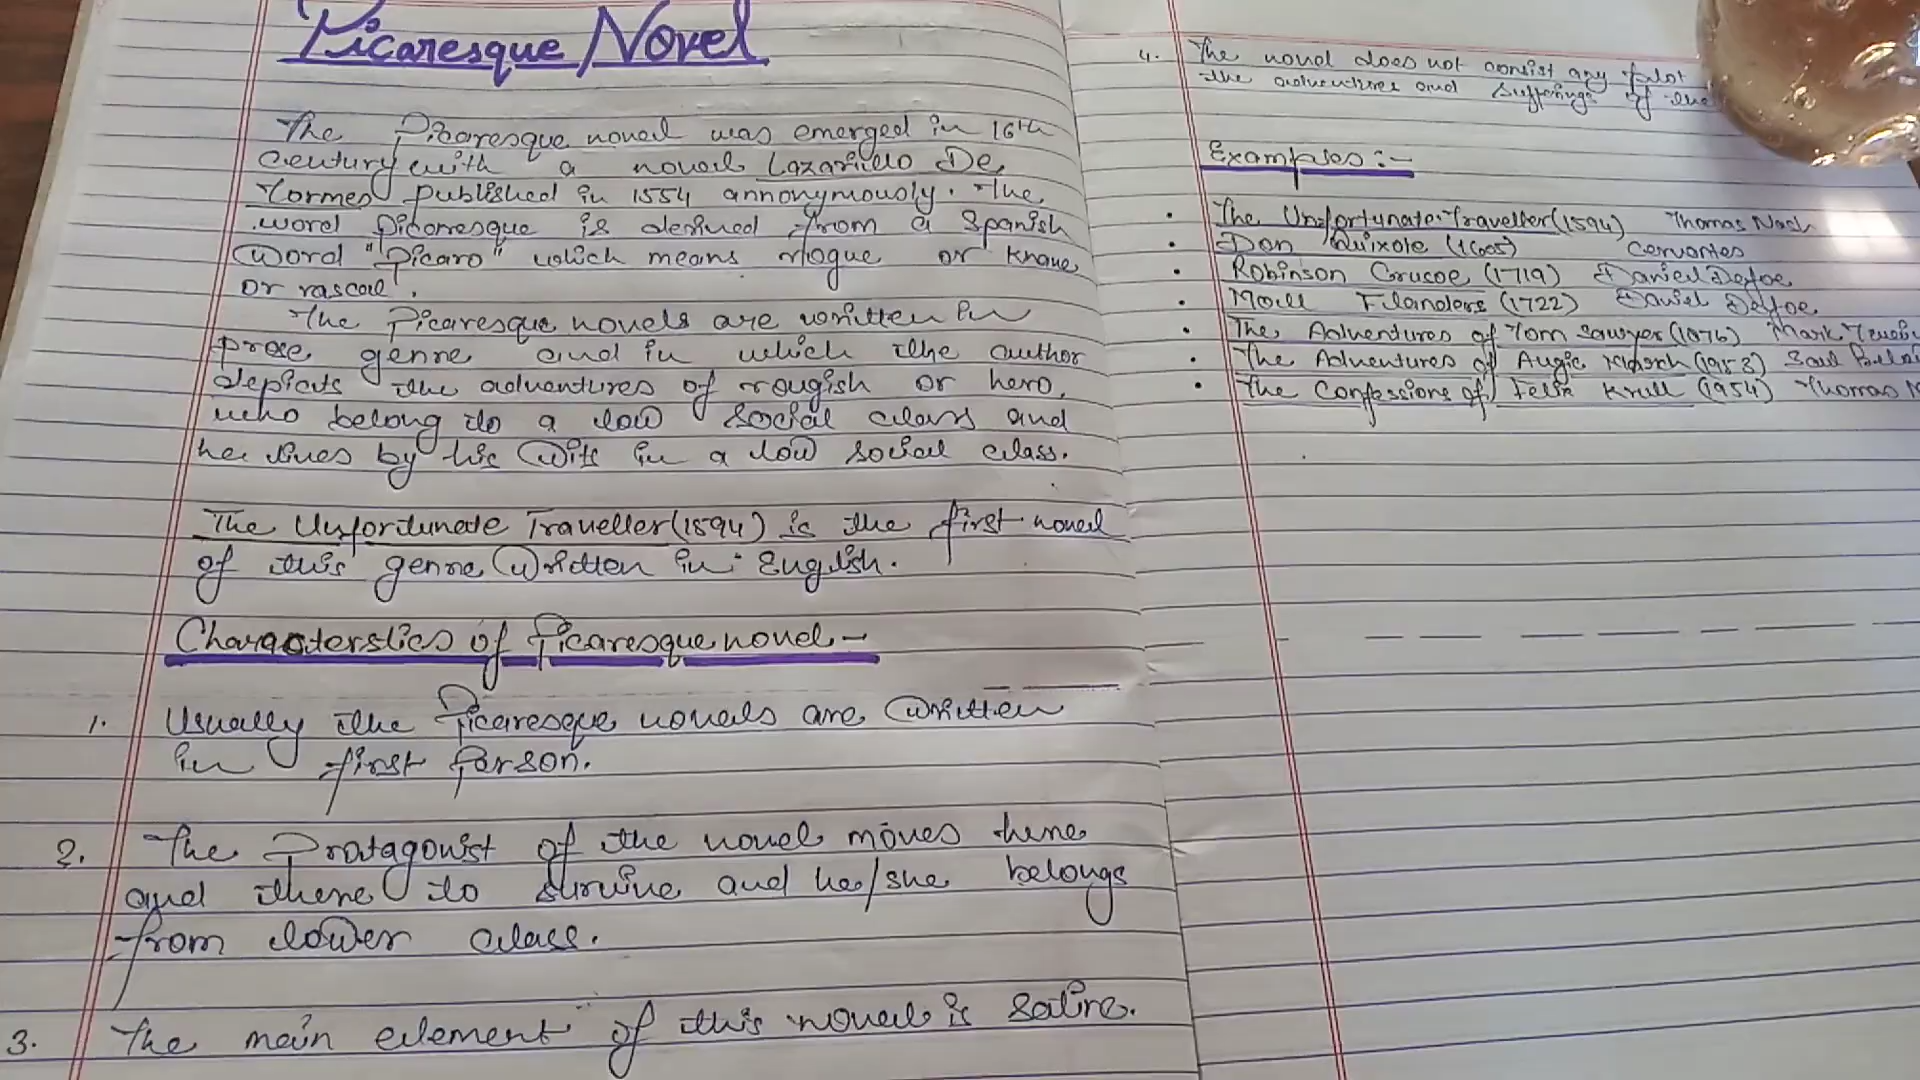 Picaresque Novel
The Picaresque novel was emerged in 16th
century with a novel Lazarillo De
Tormes published in 1554 annonymously. The
word Picaresque is derived from a Spanish
word "Picaro" which means rogue or knave
or rascal.
The Picaresque novels are written in
prose genre and in which the author
depicts the adventures of rougish or hero,
who belong to a low social class and
he lives by his wits in a low social class.
The Unfortunate Traveller (1594) is the first novel
of this genre written in English.
Characterstics of Picaresque novel -
1. Usually the Picaresque novels are written
in first person.
2. The Protagonist of the novel moves here
and there to survive and he/she belongs
from lower class.
3. The main element of this novel is satire.
4. The novel does not consist any plot
the adventures and sufferings of
Examples :-
• The Unfortunate Traveller (1594) Thomas Nash
• Don Quixote (1605) Cervantes
• Robinson Crusoe (1719) Daniel Defoe
• Moll Flanders (1722) Daniel Defoe
• The Adventures of Tom Sawyer (1876) Mark
• The Adventures of Augie March (1953) Saul
• The Confessions of Felix Krull (1954) Thomas